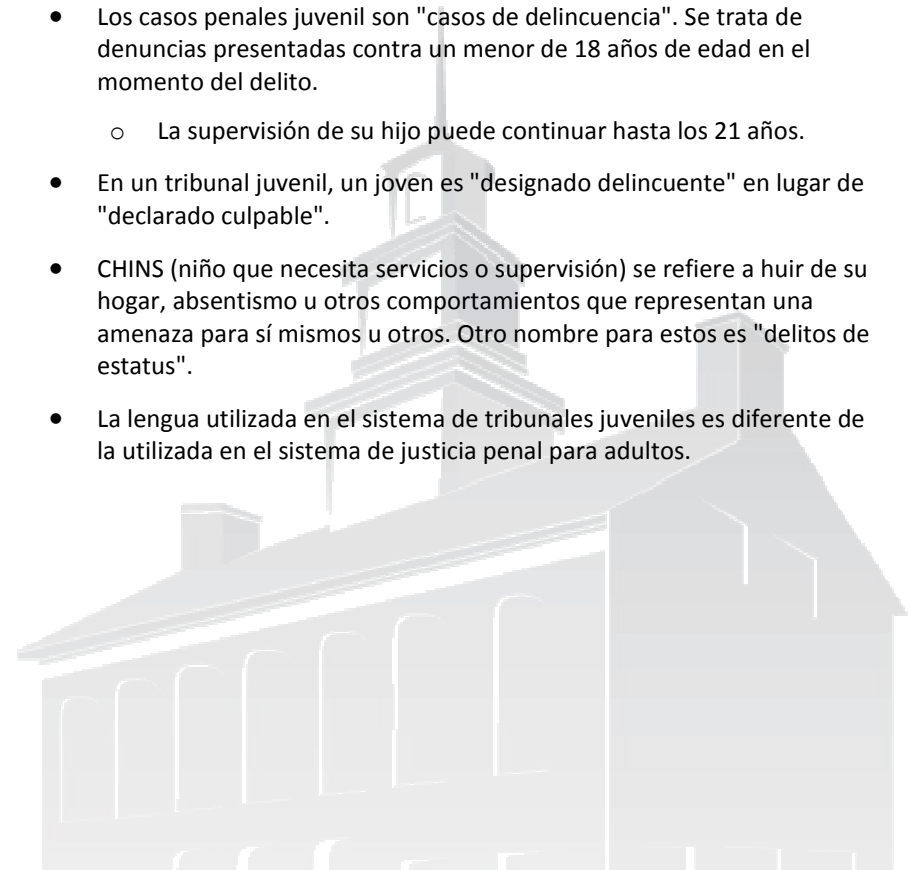 • Los casos penales juvenil son "casos de delincuencia". Se trata de
denuncias presentadas contra un menor de 18 años de edad en el
momento del delito.
o La supervisión de su hijo puede continuar hasta los 21 años.
• En un tribunal juvenil, un joven es "designado delincuente" en lugar de
"declarado culpable".
• CHINS (niño que necesita servicios o supervisión) se refiere a huir de su
hogar, absentismo u otros comportamientos que representan una
amenaza para sí mismos u otros. Otro nombre para estos es "delitos de
estatus".
• La lengua utilizada en el sistema de tribunales juveniles es diferente de
la utilizada en el sistema de justicia penal para adultos.